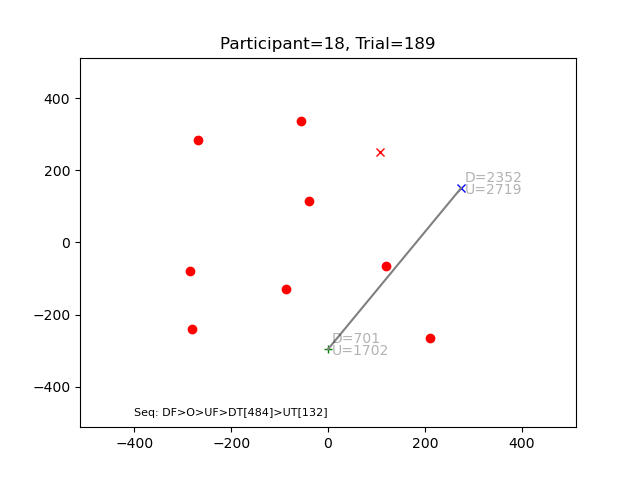 Participant=18, Trial=189
400
200
0
−200
−400
D=2352
U=2719
D=701
U=1702
Seq: DF>O>UF>DT[484]>UT[132]
−400
−200
0
200
400